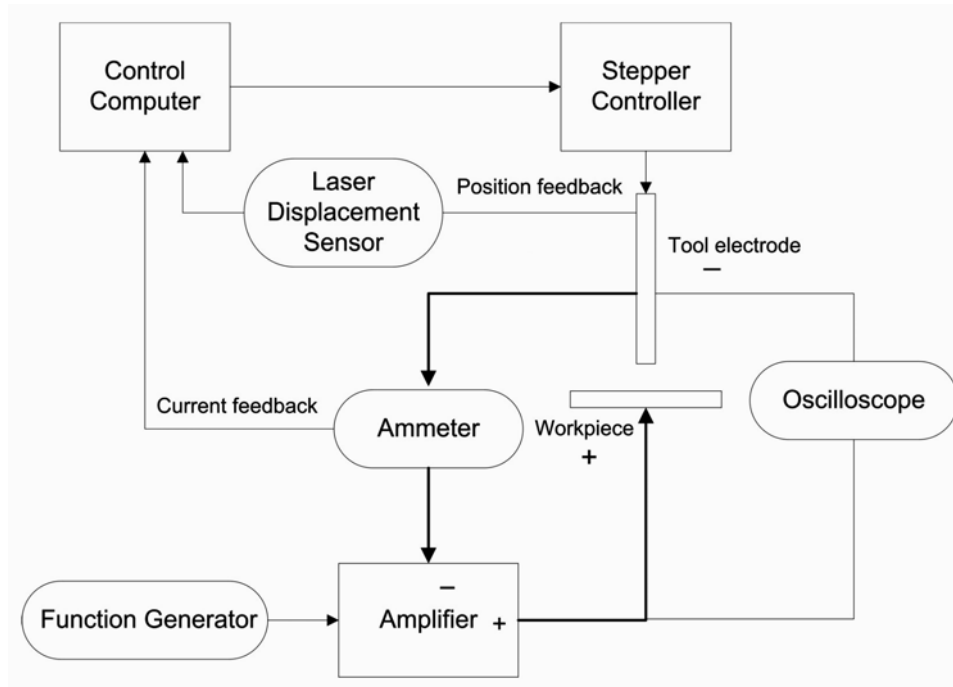 Control
Computer
Stepper
Controller
Laser
Displacement
Sensor
Position feedback
Tool electrode
−
Current feedback
Ammeter
Workpiece
+
Oscilloscope
Function Generator
−
Amplifier +